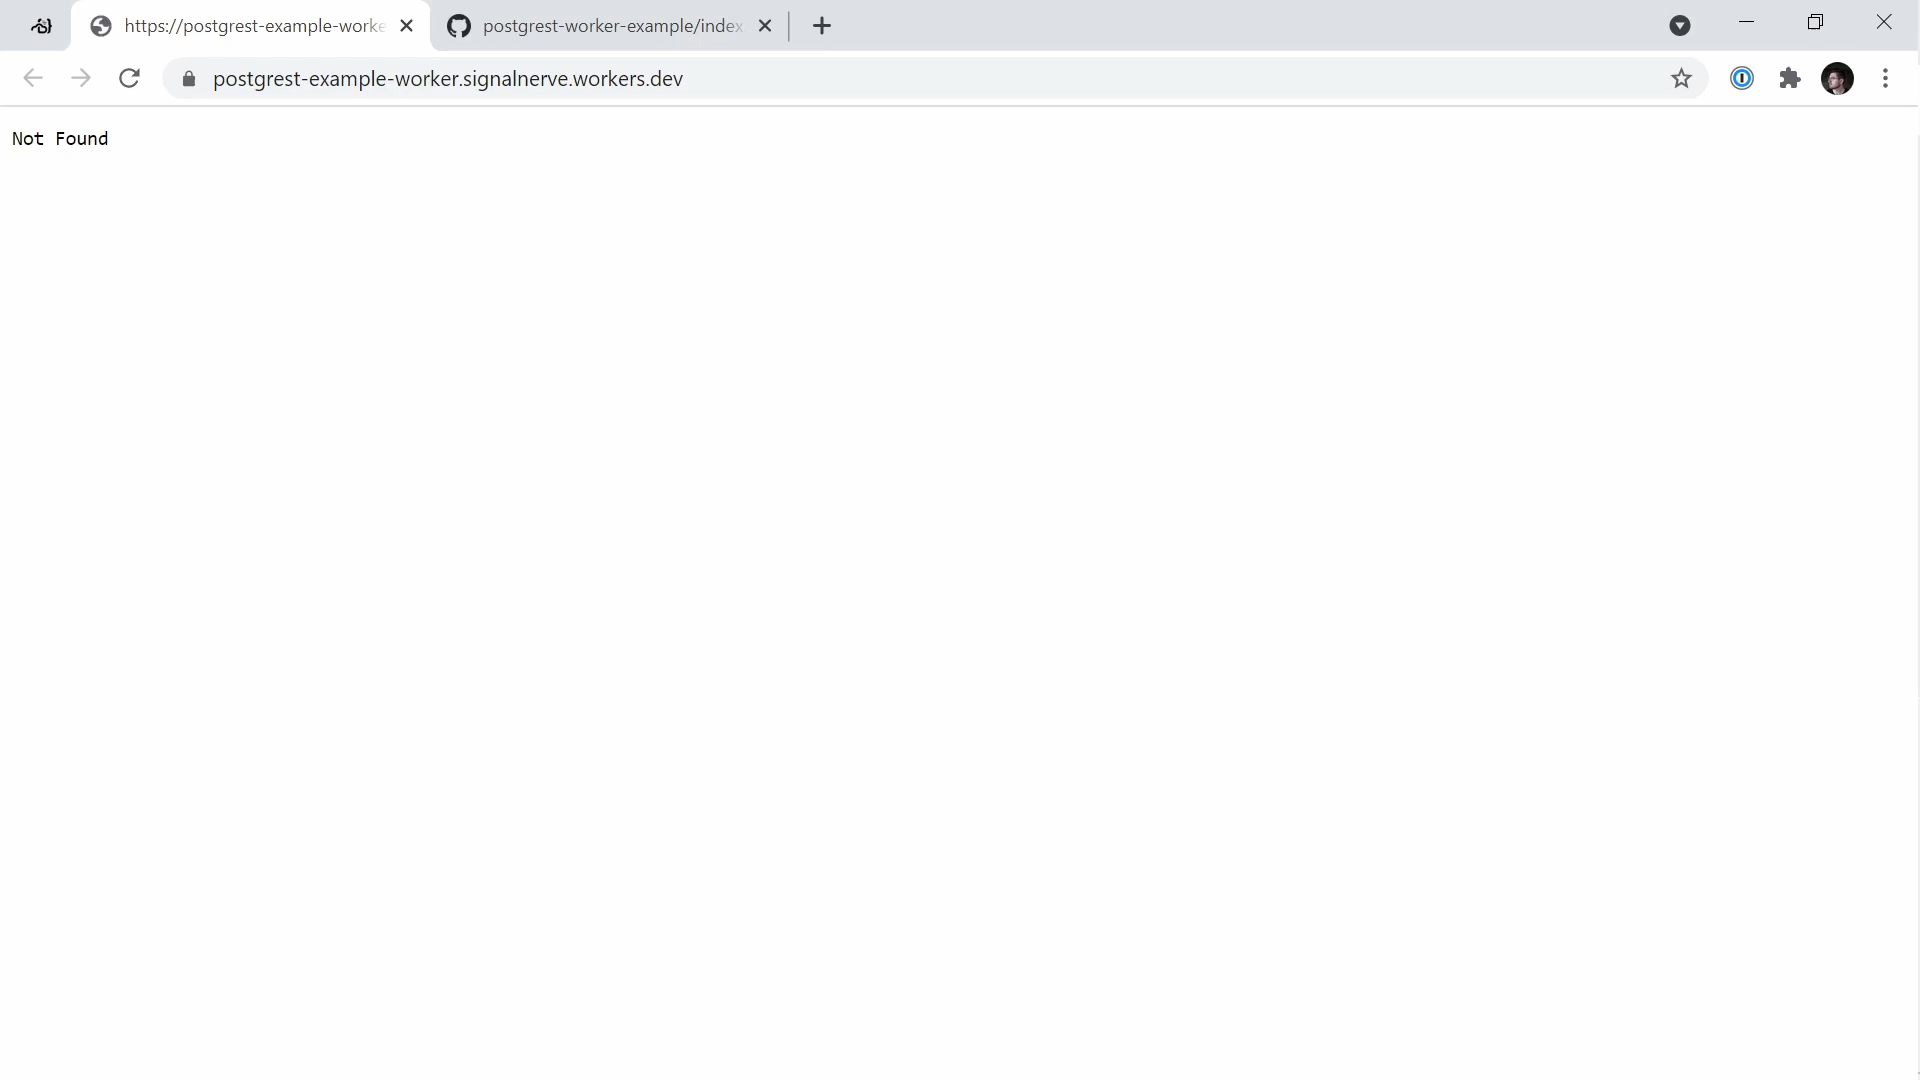 https://postgrest-example-worke
postgrest-worker-example/index
postgrest-example-worker.signalnerve.workers.dev
Not Found